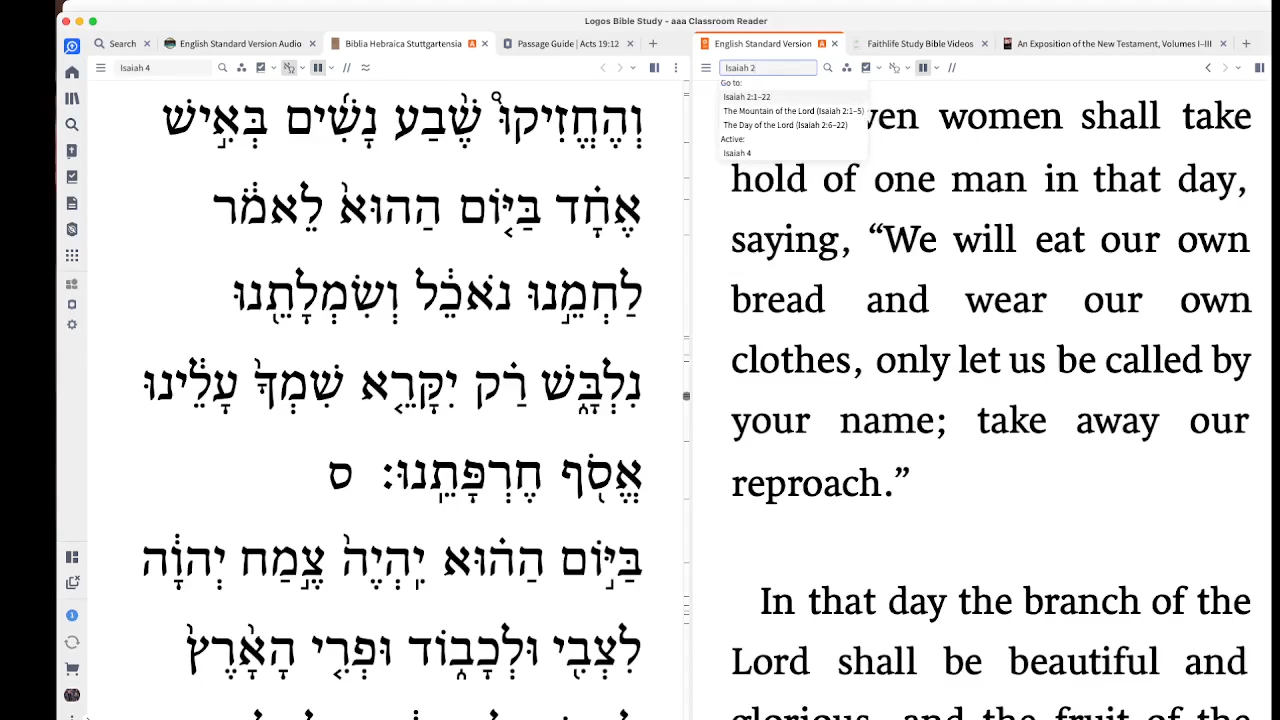 Logos Bible Study - aaa Classroom Reader
Search
English Standard Version Audio
Biblia Hebraica Stuttgartensia A
Passage Guide | Acts 19:12
English Standard Version A
Faithlife Study Bible Videos
An Exposition of the New Testament, Volumes I–III
Isaiah 4
Isaiah 2
Go to:
Isaiah 2:1–22
The Mountain of the Lord (Isaiah 2:1–5)
The Day of the Lord (Isaiah 2:6–22)
Active:
Isaiah 4
וְהֶחֱזִיקוּ֩ שֶׁ֨בַע נָשִׁ֜ים בְּאִ֣ישׁ
אֶחָ֗ד בַּיּ֤וֹם הַהוּא֙ לֵאמֹ֔ר
לַחְמֵ֣נוּ נֹאכֵ֔ל וְשִׂמְלָתֵ֖נוּ
נִלְבָּ֑שׁ רַ֗ק יִקָּרֵ֤א שִׁמְךָ֙ עָלֵ֔ינוּ
אֱסֹ֖ף חֶרְפָּתֵֽנוּ׃ ס
בַּיּ֣וֹם הַה֗וּא יִֽהְיֶה֙ צֶ֣מַח יְהוָ֔ה
לִצְבִ֖י וּלְכָב֑וֹד וּפְרִ֤י הָאָ֙רֶץ֙
ven women shall take
hold of one man in that day,
saying, “We will eat our own
bread and wear our own
clothes, only let us be called by
your name; take away our
reproach.”
In that day the branch of the
Lord shall be beautiful and
glorious, and the fruit of the